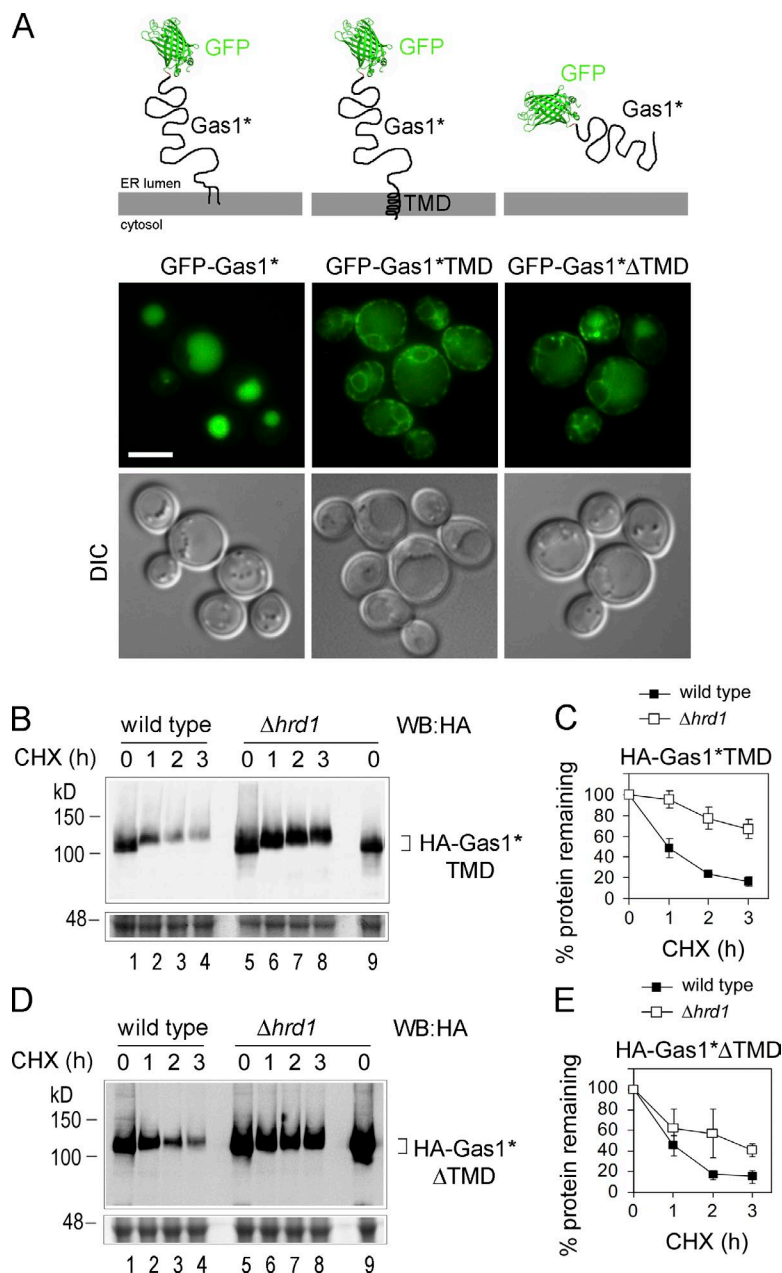 A
GFP
GFP
GFP
Gas1*
Gas1*
Gas1*
ER lumen
TMD
cytosol
GFP-Gas1*
GFP-Gas1*TMD
GFP-Gas1*ΔTMD
DIC
B
wild type
Δhrd1
WB:HA
CHX (h)
0 1 2 3 0 1 2 3 0
kD
150
100
HA-Gas1*
TMD
48
1 2 3 4 5 6 7 8 9
C
wild type
Δhrd1
HA-Gas1*TMD
% protein remaining
100
80
60
40
20
0
0 1 2 3
CHX (h)
D
wild type
Δhrd1
WB:HA
CHX (h)
0 1 2 3 0 1 2 3 0
kD
150
100
HA-Gas1*
ΔTMD
48
1 2 3 4 5 6 7 8 9
E
wild type
Δhrd1
HA-Gas1*ΔTMD
% protein remaining
100
80
60
40
20
0
0 1 2 3
CHX (h)